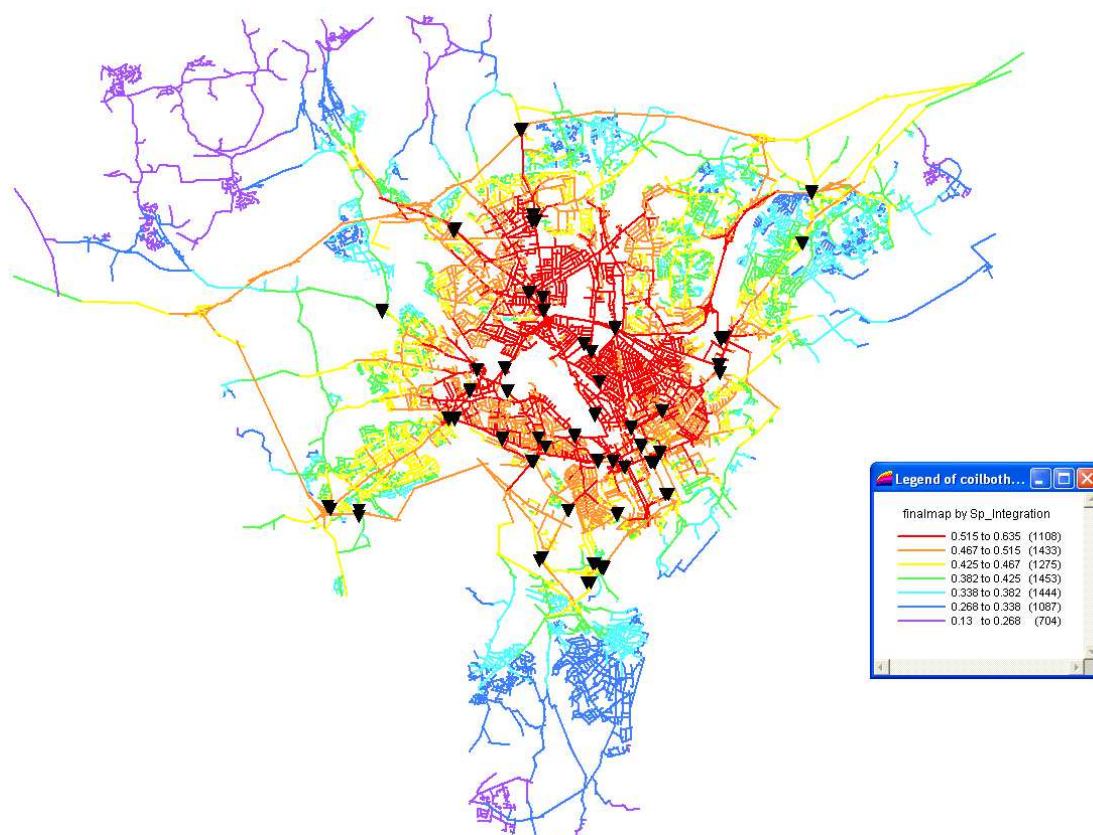 Legend of coilboth...
finalmap by Sp_Integration
0.515 to 0.635 (1108)
0.467 to 0.515 (1433)
0.425 to 0.467 (1275)
0.382 to 0.425 (1453)
0.338 to 0.382 (1444)
0.268 to 0.338 (1087)
0.13 to 0.268 (704)